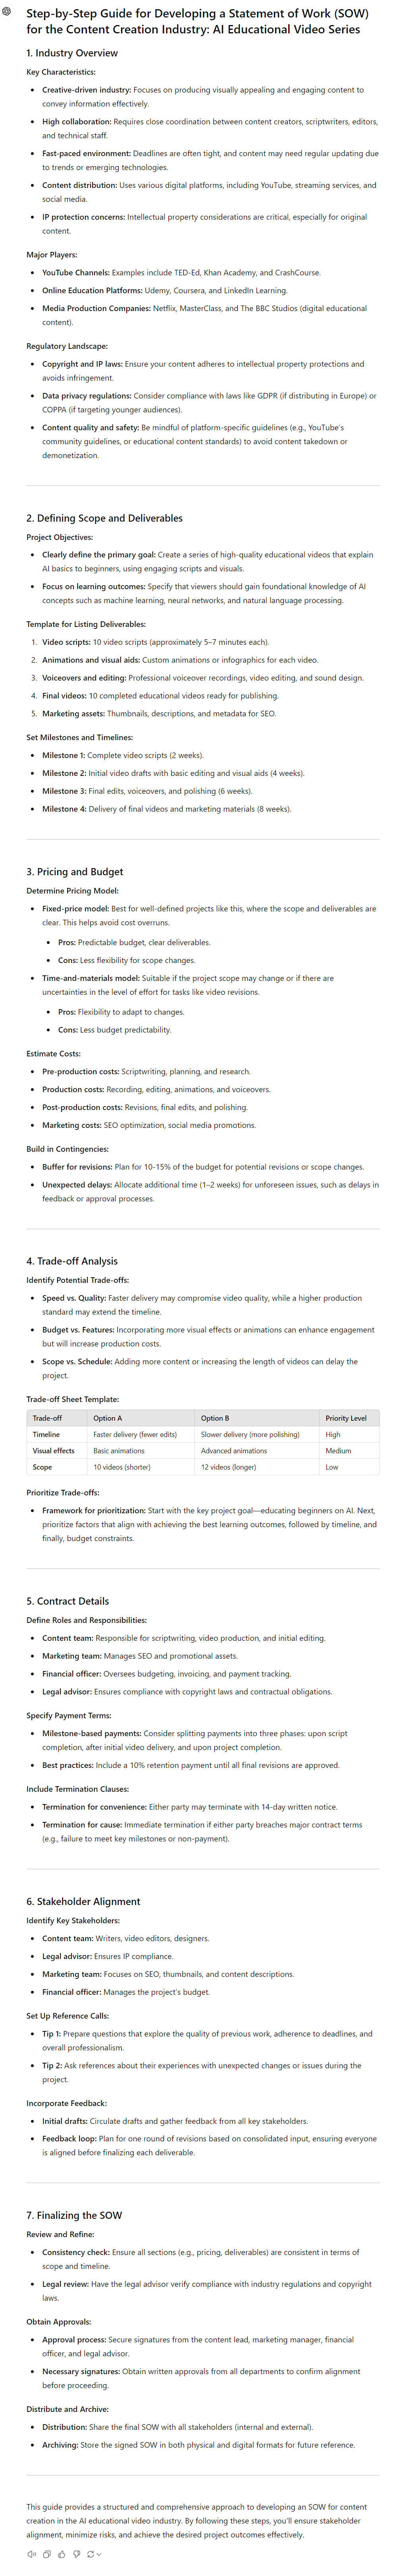 Step-by-Step Guide for Developing a Statement of Work (SOW)
for the Content Creation Industry: AI Educational Video Series
1. Industry Overview
Key Characteristics:
• Creative-driven industry: Focuses on producing visually appealing and engaging content to
convey information effectively.
• High collaboration: Requires close coordination between content creators, scriptwriters, editors,
and technical staff.
• Fast-paced environment: Deadlines are often tight, and content may need regular updating due
to trends or emerging technologies.
• Content distribution: Uses various digital platforms, including YouTube, streaming services, and
social media.
• IP protection concerns: Intellectual property considerations are critical, especially for original
content.
Major Players:
• YouTube Channels: Examples include TED-Ed, Khan Academy, and CrashCourse.
• Online Education Platforms: Udemy, Coursera, and LinkedIn Learning.
• Media Production Companies: Netflix, MasterClass, and The BBC Studios (digital educational
content).
Regulatory Landscape:
• Copyright and IP laws: Ensure your content adheres to intellectual property protections and
avoids infringement.
• Data privacy regulations: Consider compliance with laws like GDPR (if distributing in Europe) or
COPPA (if targeting younger audiences).
• Content quality and safety: Be mindful of platform-specific guidelines (e.g., YouTube's
community guidelines, or educational content standards) to avoid content takedown or
demonetization.
2. Defining Scope and Deliverables
Project Objectives:
• Clearly define the primary goal: Create a series of high-quality educational videos that explain
AI basics to beginners, using engaging scripts and visuals.
• Focus on learning outcomes: Specify that viewers should gain foundational knowledge of AI
concepts such as machine learning, neural networks, and natural language processing.
Template for Listing Deliverables:
1. Video scripts: 10 video scripts (approximately 5–7 minutes each).
2. Animations and visual aids: Custom animations or infographics for each video.
3. Voiceovers and editing: Professional voiceover recordings, video editing, and sound design.
4. Final videos: 10 completed educational videos ready for publishing.
5. Marketing assets: Thumbnails, descriptions, and metadata for SEO.
Set Milestones and Timelines:
• Milestone 1: Complete video scripts (2 weeks).
• Milestone 2: Initial video drafts with basic editing and visual aids (4 weeks).
• Milestone 3: Final edits, voiceovers, and polishing (6 weeks).
• Milestone 4: Delivery of final videos and marketing materials (8 weeks).
3. Pricing and Budget
Determine Pricing Model:
• Fixed-price model: Best for well-defined projects like this, where the scope and deliverables are
clear. This helps avoid cost overruns.
• Pros: Predictable budget, clear deliverables.
• Cons: Less flexibility for scope changes.
• Time-and-materials model: Suitable if the project scope may change or if there are
uncertainties in the level of effort for tasks like video revisions.
• Pros: Flexibility to adapt to changes.
• Cons: Less budget predictability.
Estimate Costs:
• Pre-production costs: Scriptwriting, planning, and research.
• Production costs: Recording, editing, animations, and voiceovers.
• Post-production costs: Revisions, final edits, and polishing.
• Marketing costs: SEO optimization, social media promotions.
Build in Contingencies:
• Buffer for revisions: Plan for 10-15% of the budget for potential revisions or scope changes.
• Unexpected delays: Allocate additional time (1–2 weeks) for unforeseen issues, such as delays in
feedback or approval processes.
4. Trade-off Analysis
Identify Potential Trade-offs:
• Speed vs. Quality: Faster delivery may compromise video quality, while a higher production
standard may extend the timeline.
• Budget vs. Features: Incorporating more visual effects or animations can enhance engagement
but will increase production costs.
• Scope vs. Schedule: Adding more content or increasing the length of videos can delay the
project.
Trade-off Sheet Template:
Trade-off Option A Option B Priority Level
Timeline Faster delivery (fewer edits) Slower delivery (more polishing) High
Visual effects Basic animations Advanced animations Medium
Scope 10 videos (shorter) 12 videos (longer) Low
Prioritize Trade-offs:
• Framework for prioritization: Start with the key project goal—educating beginners on AI. Next,
prioritize factors that align with achieving the best learning outcomes, followed by timeline, and
finally, budget constraints.
5. Contract Details
Define Roles and Responsibilities:
• Content team: Responsible for scriptwriting, video production, and initial editing.
• Marketing team: Manages SEO and promotional assets.
• Financial officer: Oversees budgeting, invoicing, and payment tracking.
• Legal advisor: Ensures compliance with copyright laws and contractual obligations.
Specify Payment Terms:
• Milestone-based payments: Consider splitting payments into three phases: upon script
completion, after initial video delivery, and upon project completion.
• Best practices: Include a 10% retention payment until all final revisions are approved.
Include Termination Clauses:
• Termination for convenience: Either party may terminate with 14-day written notice.
• Termination for cause: Immediate termination if either party breaches major contract terms
(e.g., failure to meet key milestones or non-payment).
6. Stakeholder Alignment
Identify Key Stakeholders:
• Content team: Writers, video editors, designers.
• Legal advisor: Ensures IP compliance.
• Marketing team: Focuses on SEO, thumbnails, and content descriptions.
• Financial officer: Manages the project's budget.
Set Up Reference Calls:
• Tip 1: Prepare questions that explore the quality of previous work, adherence to deadlines, and
overall professionalism.
• Tip 2: Ask references about their experiences with unexpected changes or issues during the
project.
Incorporate Feedback:
• Initial drafts: Circulate drafts and gather feedback from all key stakeholders.
• Feedback loop: Plan for one round of revisions based on consolidated input, ensuring everyone
is aligned before finalizing each deliverable.
7. Finalizing the SOW
Review and Refine:
• Consistency check: Ensure all sections (e.g., pricing, deliverables) are consistent in terms of
scope and timeline.
• Legal review: Have the legal advisor verify compliance with industry regulations and copyright
laws.
Obtain Approvals:
• Approval process: Secure signatures from the content lead, marketing manager, financial
officer, and legal advisor.
• Necessary signatures: Obtain written approvals from all departments to confirm alignment
before proceeding.
Distribute and Archive:
• Distribution: Share the final SOW with all stakeholders (internal and external).
• Archiving: Store the signed SOW in both physical and digital formats for future reference.
This guide provides a structured and comprehensive approach to developing an SOW for content
creation in the AI educational video industry. By following these steps, you'll ensure stakeholder
alignment, minimize risks, and achieve the desired project outcomes effectively.